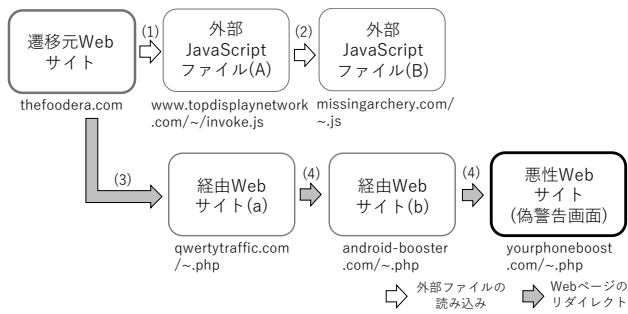 遷移元Web
サイト
(1)
外部
JavaScript
ファイル(A)
(2)
外部
JavaScript
ファイル(B)
thefoodera.com
www.topdisplaynetwork
.com/~/invoke.js
missingarchery.com/
~.js
(3)
経由Web
サイト(a)
(4)
経由Web
サイト(b)
(4)
悪性Web
サイト
(偽警告画面)
qwertytraffic.com
/~.php
android-booster
.com/~.php
yourphoneboost
.com/~.php
外部ファイルの
読み込み
Webページの
リダイレクト